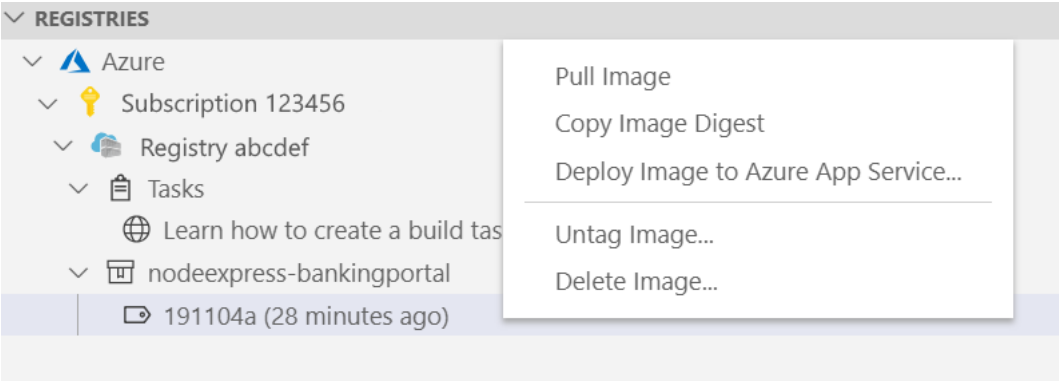 REGISTRIES
Azure
Subscription 123456
Registry abcdef
Tasks
Learn how to create a build tas
nodeexpress-bankingportal
191104a (28 minutes ago)
Pull Image
Copy Image Digest
Deploy Image to Azure App Service...
Untag Image...
Delete Image...